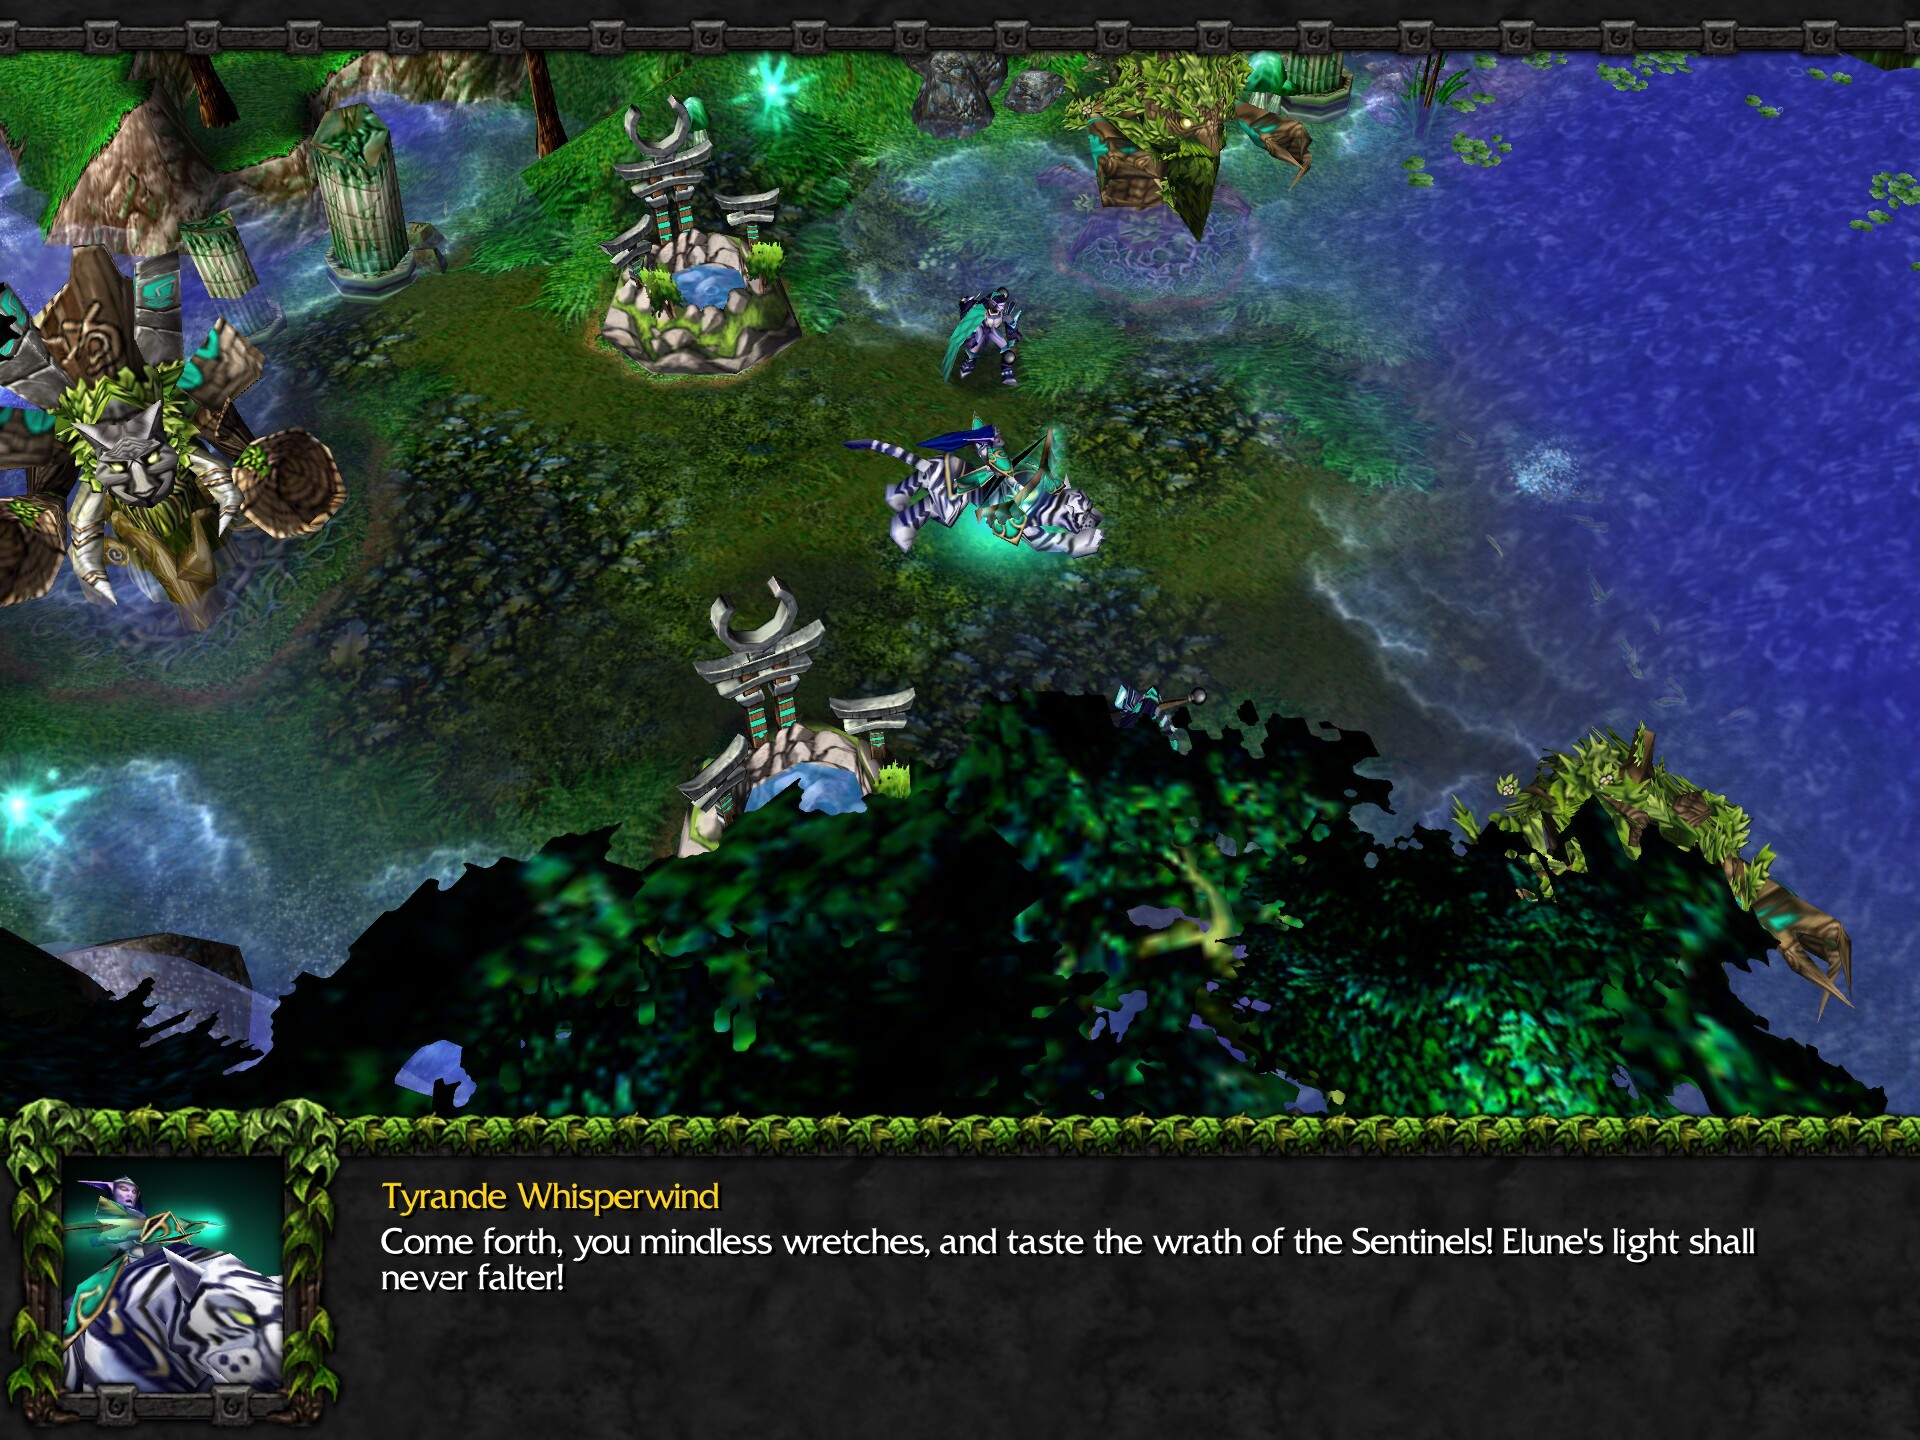 Tyrande Whisperwind
Come forth, you mindless wretches, and taste the wrath of the Sentinels! Elune's light shall
never falter!